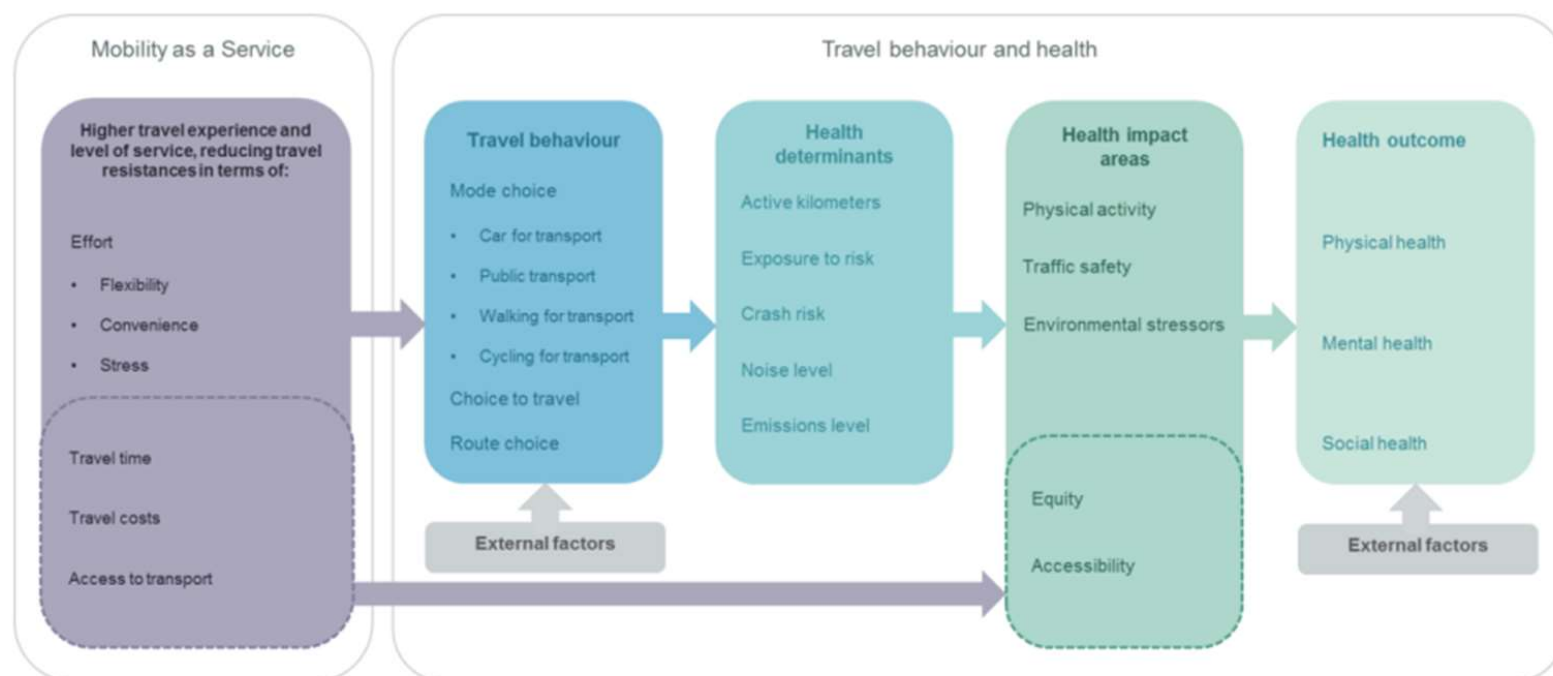 Mobility as a Service
Travel behaviour and health
Higher travel experience and
level of service, reducing travel
resistances in terms of:
Effort
• Flexibility
• Convenience
• Stress
Travel time
Travel costs
Access to transport
Travel behaviour
Mode choice
• Car for transport
• Public transport
• Walking for transport
• Cycling for transport
Choice to travel
Route choice
External factors
Health
determinants
Active kilometers
Exposure to risk
Crash risk
Noise level
Emissions level
Health impact
areas
Physical activity
Traffic safety
Environmental stressors
Equity
Accessibility
Health outcome
Physical health
Mental health
Social health
External factors